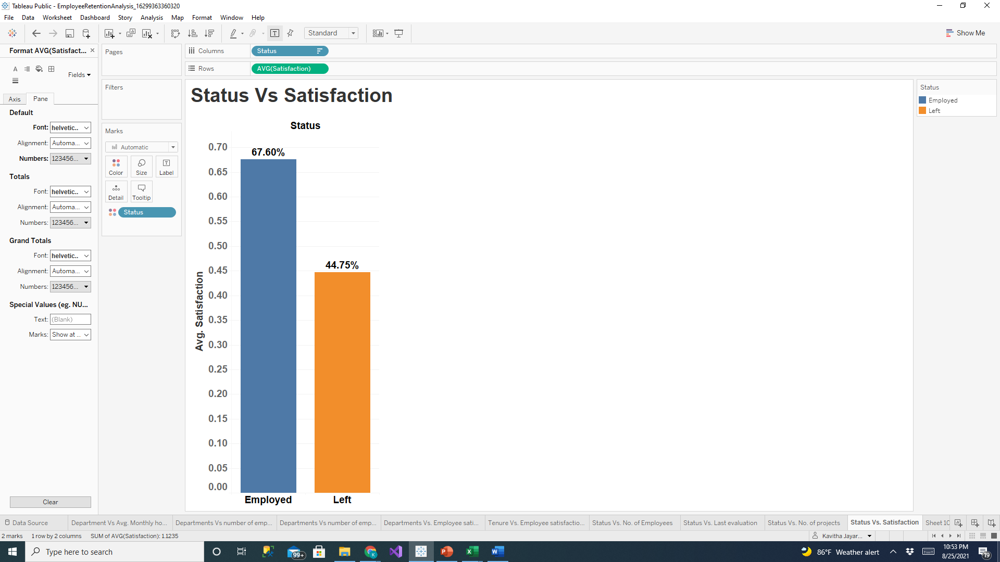 Tableau Public - EmployeeRetentionAnalysis_16299363360320
File Data Worksheet Dashboard Story Analysis Map Format Window Help
Standard
Show Me
Format AVG(Satisfact...
Fields
Axis Pane
Default
Font: helvetic..
Alignment: Automa...
Numbers: 123456...
Totals
Font: helvetic..
Alignment: Automa...
Numbers: 123456...
Grand Totals
Font: helvetic..
Alignment: Automa...
Numbers: 123456...
Special Values (eg. NU...
Text: (Blank)
Marks: Show at ...
Clear
Pages
Filters
Marks
Automatic
Color Size Label
Detail Tooltip
Status
Columns Status
Rows AVG(Satisfaction)
Status Vs Satisfaction
Status
Avg. Satisfaction
0.70
0.65
0.60
0.55
0.50
0.45
0.40
0.35
0.30
0.25
0.20
0.15
0.10
0.05
0.00
67.60%
44.75%
Employed Left
Status
Employed
Left
Data Source Department Vs Avg. Monthly ho... Departments Vs number of emp... Departments Vs number of emp... Departments Vs. Employee sati... Tenure Vs. Employee satisfactio... Status Vs. No. of Employees Status Vs. Last evaluation Status Vs. No. of projects Status Vs. Satisfaction Sheet 10
2 marks 1 row by 2 columns SUM of AVG(Satisfaction): 1.1235 Kavitha Jayar...
Type here to search
99+
K
86°F Weather alert
10:53 PM
8/25/2021
19